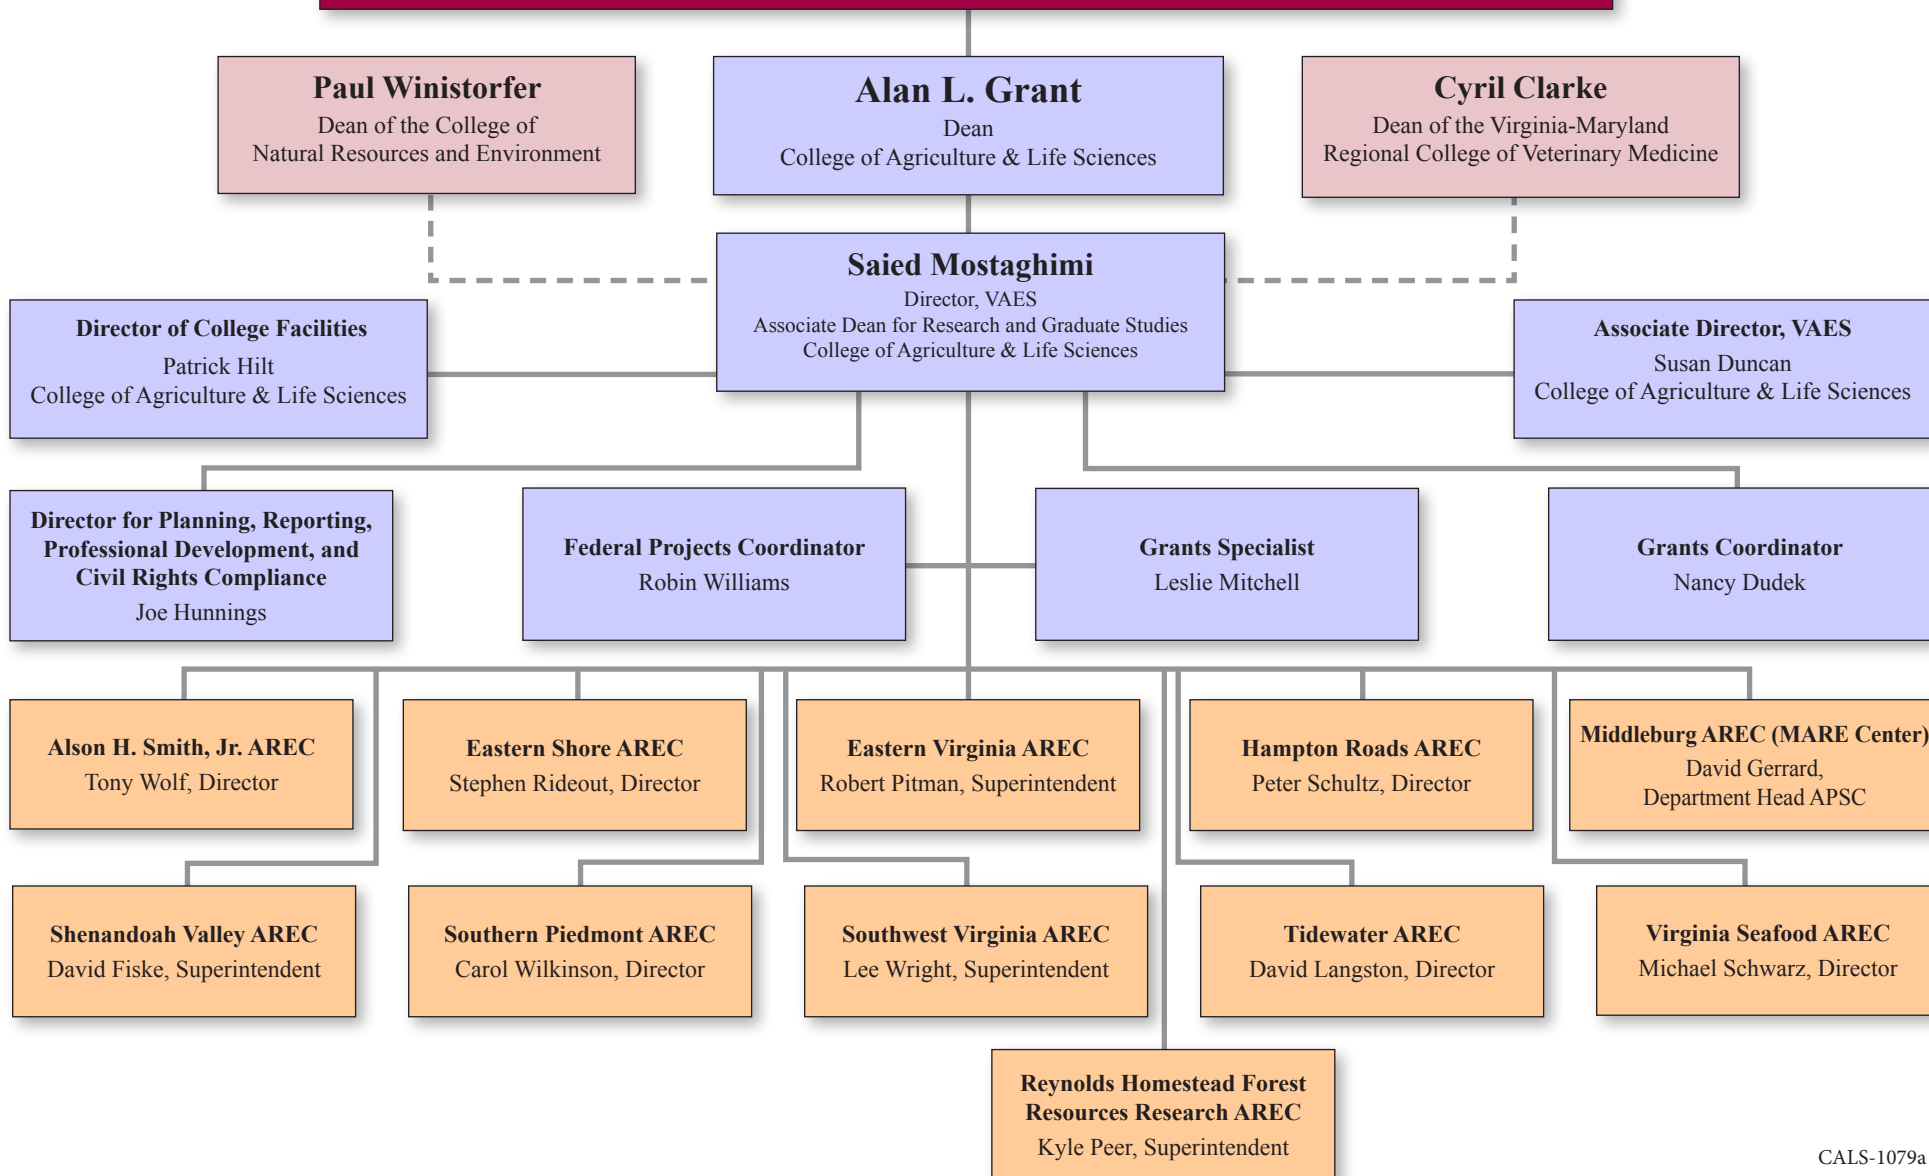 Paul Winistorfer
Dean of the College of
Natural Resources and Environment
Alan L. Grant
Dean
College of Agriculture & Life Sciences
Cyril Clarke
Dean of the Virginia-Maryland
Regional College of Veterinary Medicine
Saied Mostaghimi
Director, VAES
Associate Dean for Research and Graduate Studies
College of Agriculture & Life Sciences
Director of College Facilities
Patrick Hilt
College of Agriculture & Life Sciences
Associate Director, VAES
Susan Duncan
College of Agriculture & Life Sciences
Director for Planning, Reporting,
Professional Development, and
Civil Rights Compliance
Joe Hunnings
Federal Projects Coordinator
Robin Williams
Grants Specialist
Leslie Mitchell
Grants Coordinator
Nancy Dudek
Alson H. Smith, Jr. AREC
Tony Wolf, Director
Eastern Shore AREC
Stephen Rideout, Director
Eastern Virginia AREC
Robert Pitman, Superintendent
Hampton Roads AREC
Peter Schultz, Director
Middleburg AREC (MARE Center)
David Gerrard,
Department Head APSC
Shenandoah Valley AREC
David Fiske, Superintendent
Southern Piedmont AREC
Carol Wilkinson, Director
Southwest Virginia AREC
Lee Wright, Superintendent
Tidewater AREC
David Langston, Director
Virginia Seafood AREC
Michael Schwarz, Director
Reynolds Homestead Forest
Resources Research AREC
Kyle Peer, Superintendent
CALS-1079a